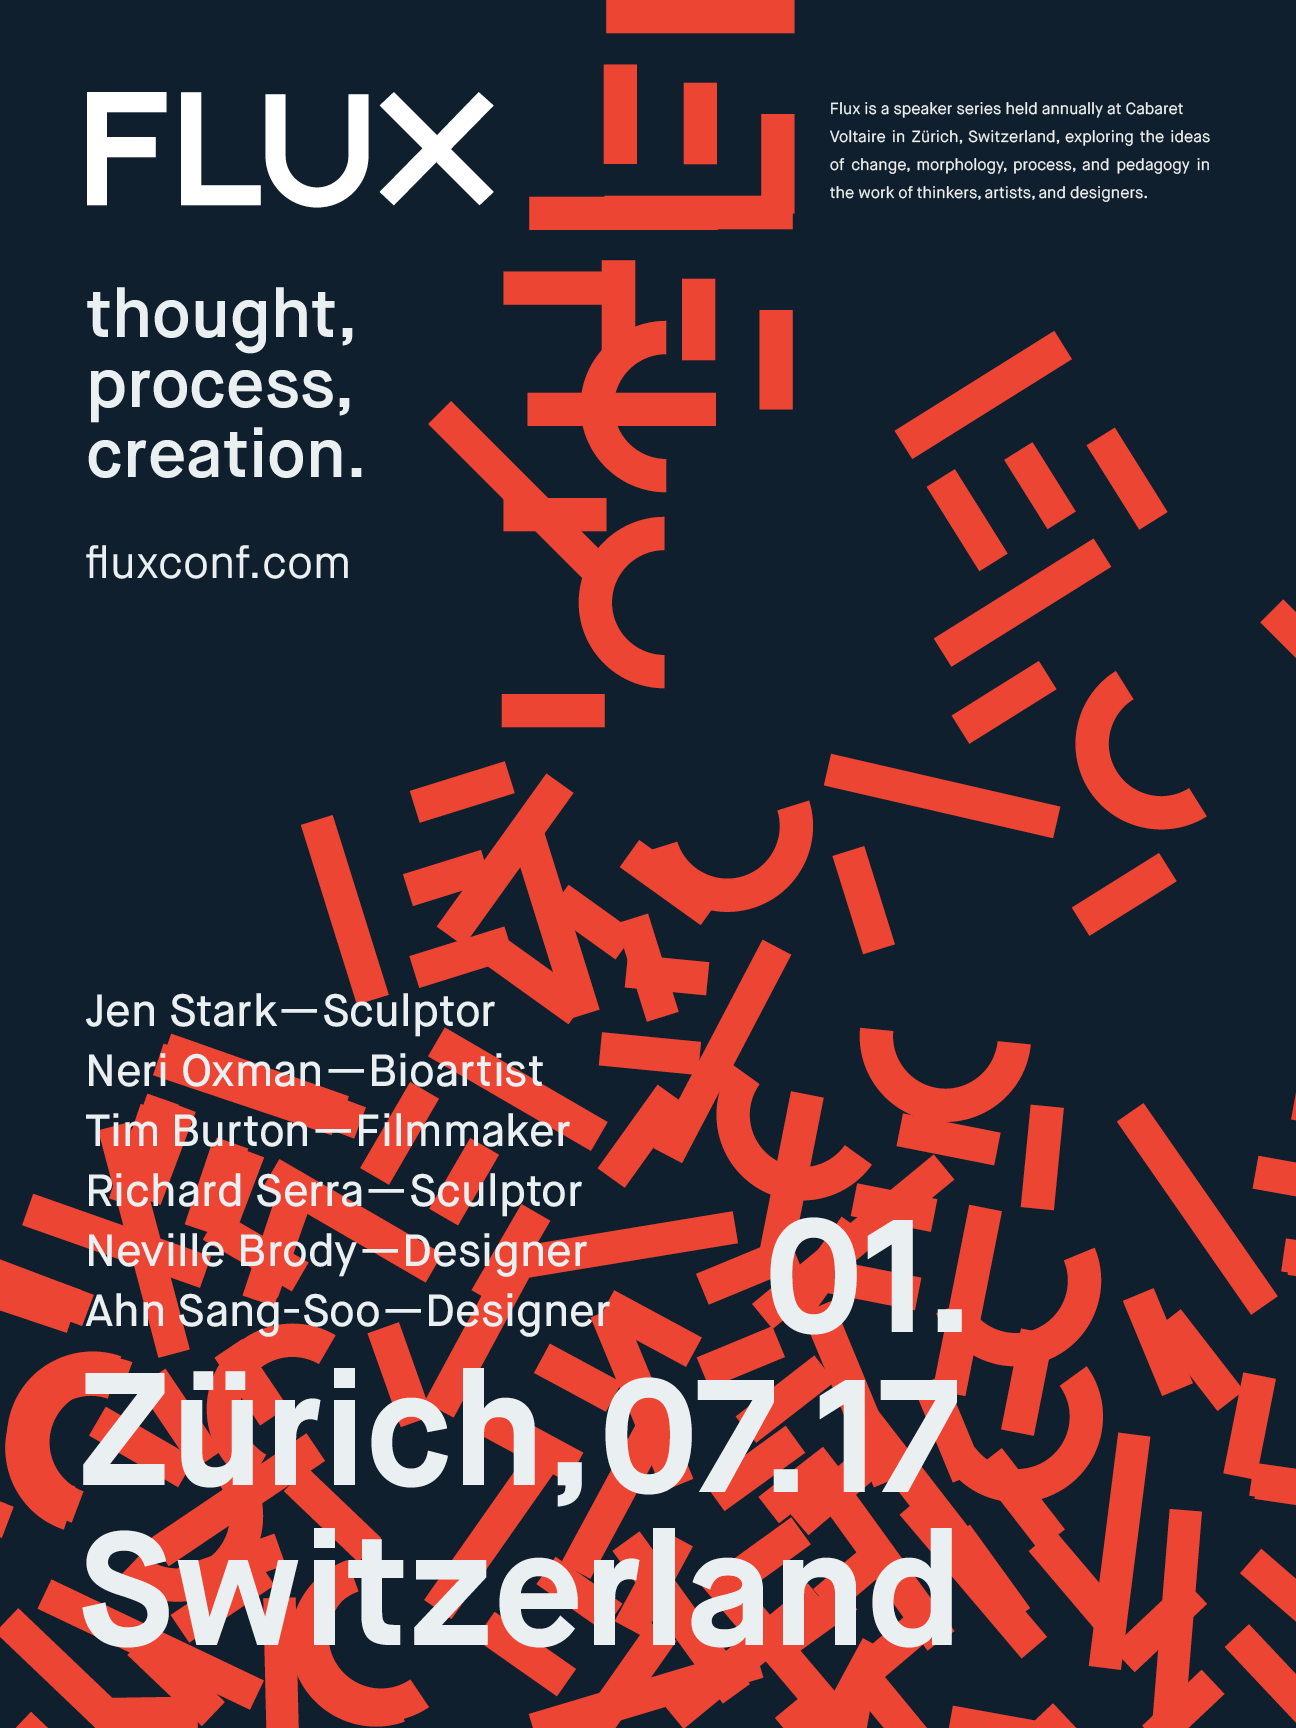 FLUX
Flux is a speaker series held annually at Cabaret
Voltaire in Zürich, Switzerland, exploring the ideas
of change, morphology, process, and pedagogy in
the work of thinkers, artists, and designers.
thought,
process,
creation.
fluxconf.com
Jen Stark—Sculptor
Neri Oxman—Bioartist
Tim Burton—Filmmaker
Richard Serra—Sculptor
Neville Brody—Designer
Ahn Sang-Soo—Designer
01.
Zürich, 07.17
Switzerland